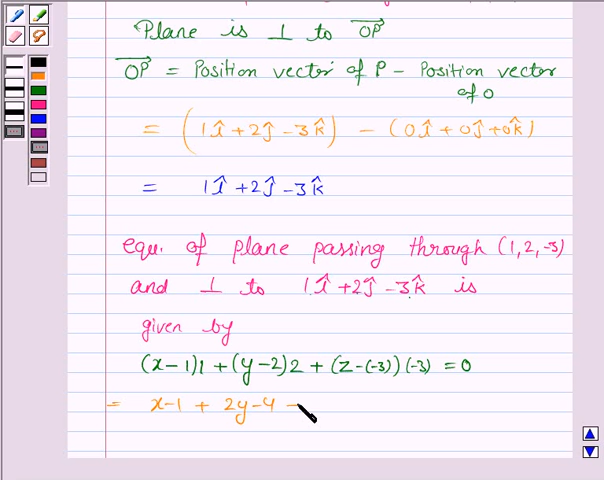 Plane is ⊥ to \overrightarrow{OP}
\overrightarrow{OP} = Position vector of P - Position vector
of O
= (1î + 2ĵ - 3k̂) - (0î + 0ĵ + 0k̂)
= 1î + 2ĵ - 3k̂
equ. of plane passing through (1, 2, -3)
and ⊥ to 1î + 2ĵ - 3k̂ is
given by
(x-1)1 + (y-2)2 + (z-(-3))(-3) = 0
= x-1 + 2y-4 -